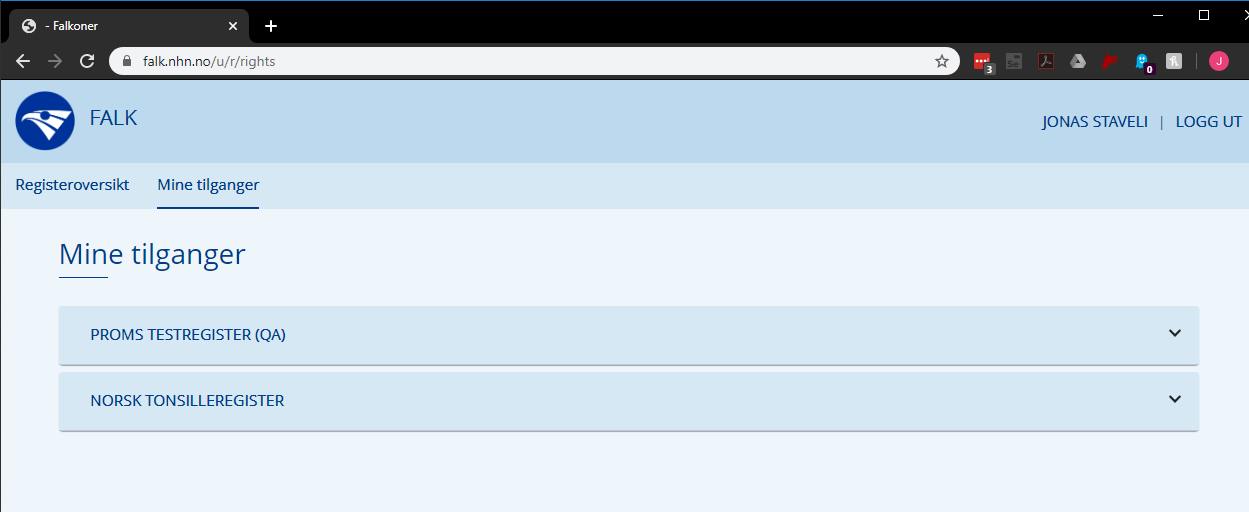 - Falkoner
falk.nhn.no/u/r/rights
3
Se
0
J
FALK
JONAS STAVELI | LOGG UT
Registeroversikt Mine tilganger
Mine tilganger
PROMS TESTREGISTER (QA)
NORSK TONSILLEREGISTER